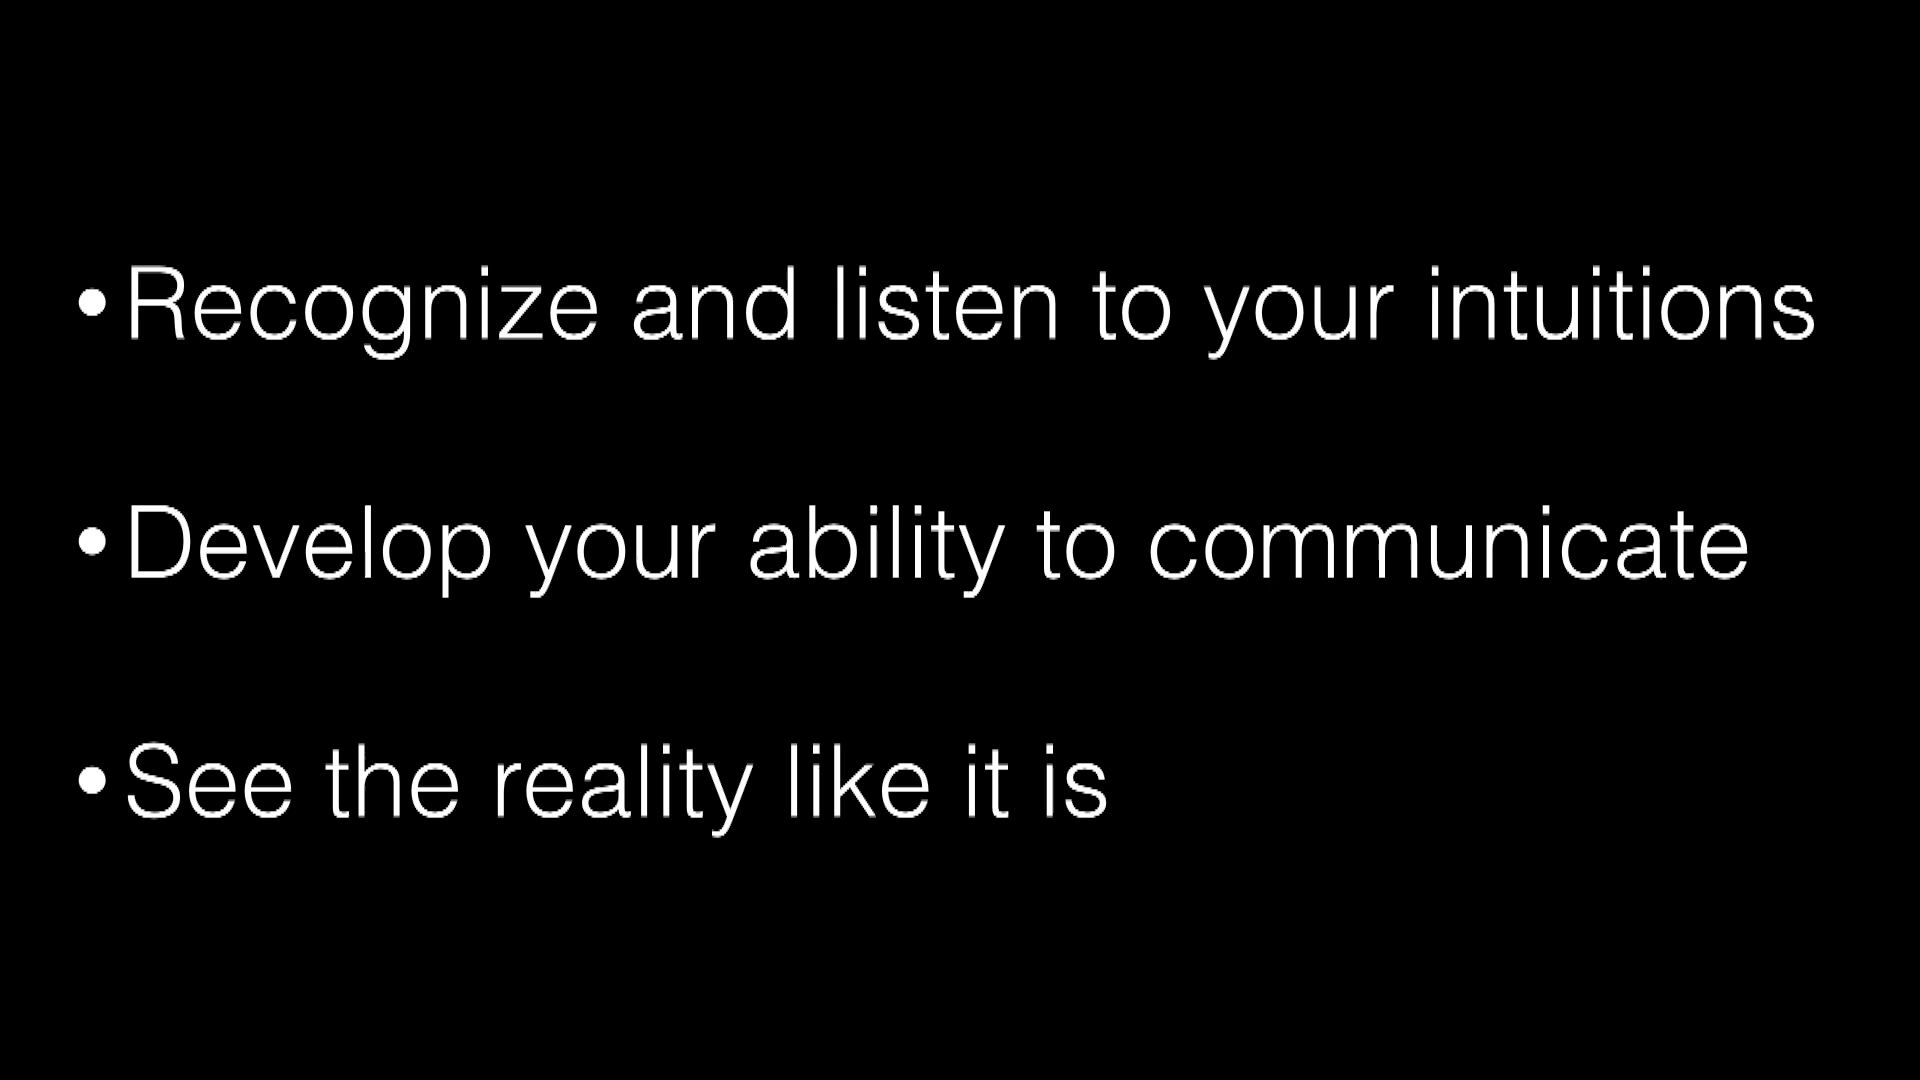 • Recognize and listen to your intuitions
• Develop your ability to communicate
• See the reality like it is